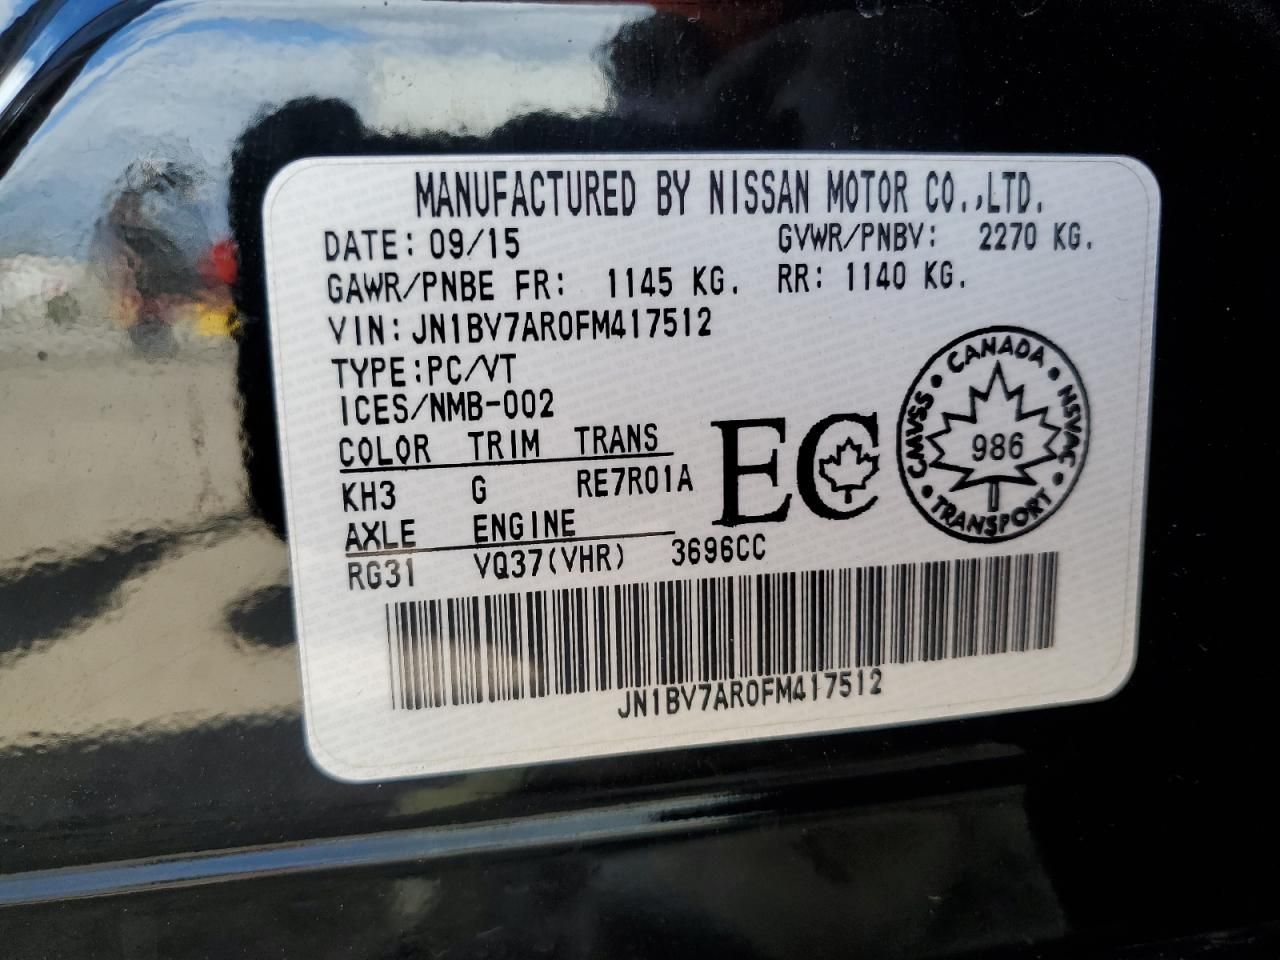 MANUFACTURED BY NISSAN MOTOR CO.,LTD.
DATE: 09/15 GVWR/PNBV: 2270 KG.
GAWR/PNBE FR: 1145 KG. RR: 1140 KG.
VIN: JN1BV7AR0FM417512
TYPE:PC/VT
ICES/NMB-002
COLOR TRIM TRANS
KH3 G RE7R01A
AXLE ENGINE
RG31 VQ37(VHR) 3696CC
EC
CANADA
CMVSS
NSVAC
986
TRANSPORT
JN1BV7AR0FM417512